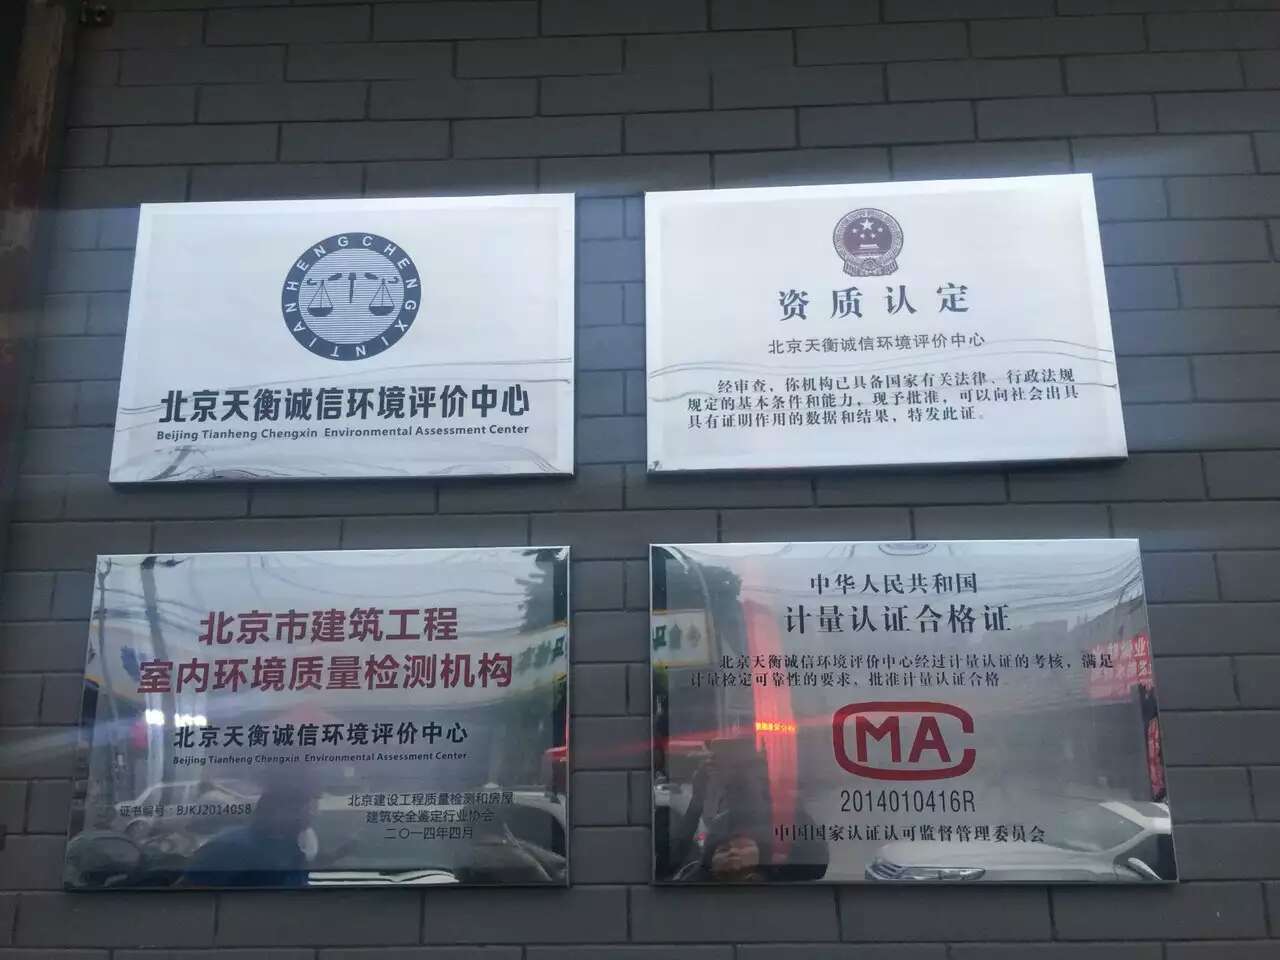 TIANHENGCHENGXIN
北京天衡诚信环境评价中心
Beijing Tianheng Chengxin Environmental Assessment Center
资质认定
北京天衡诚信环境评价中心
经审查，你机构已具备国家有关法律、行政法规
规定的基本条件和能力，现予批准，可以向社会出具
具有证明作用的数据和结果，特发此证。
北京市建筑工程
室内环境质量检测机构
北京天衡诚信环境评价中心
Beijing Tianheng Chengxin Environmental Assessment Center
证书编号：BJKJ2014058
北京建设工程质量检测和房屋
建筑安全鉴定行业协会
二〇一四年四月
中华人民共和国
计量认证合格证
北京天衡诚信环境评价中心经过计量认证的考核，满足
计量检定可靠性的要求，批准计量认证合格。
CMA
2014010416R
中国国家认证认可监督管理委员会